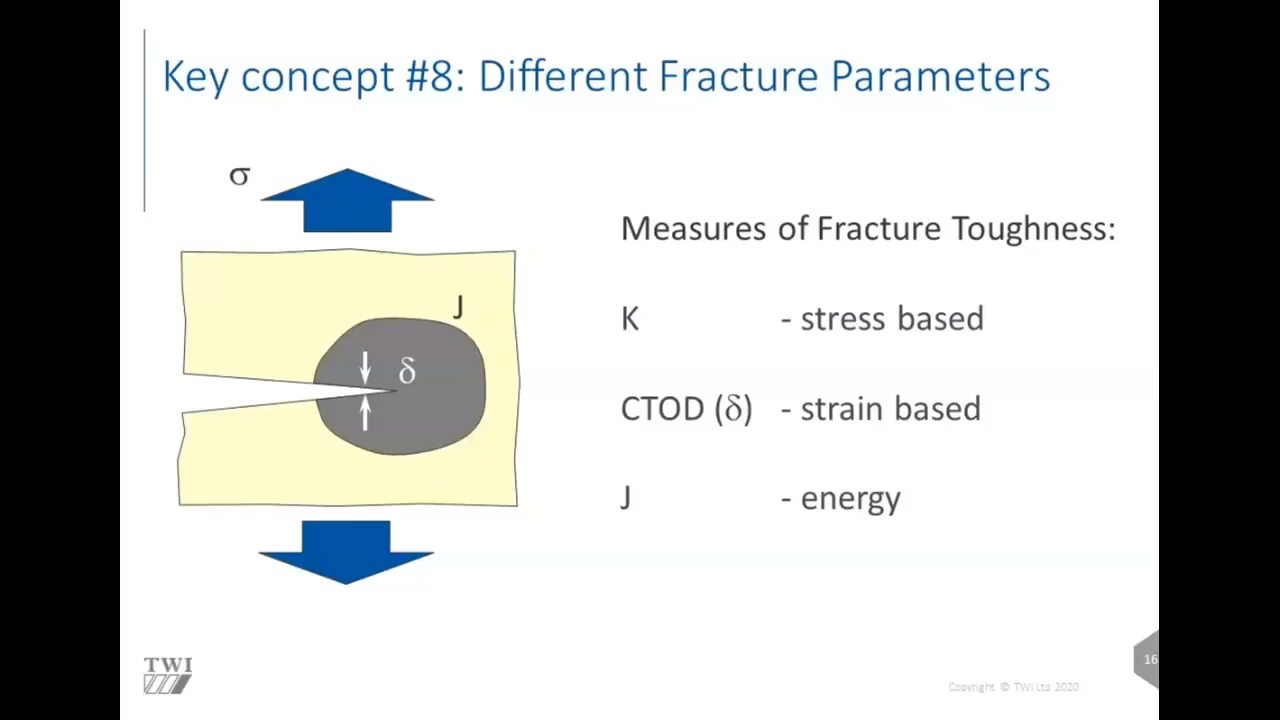 Key concept #8: Different Fracture Parameters
σ
J
δ
Measures of Fracture Toughness:
K - stress based
CTOD (δ) - strain based
J - energy
TWI
Copyright © TWI Ltd 2020
16